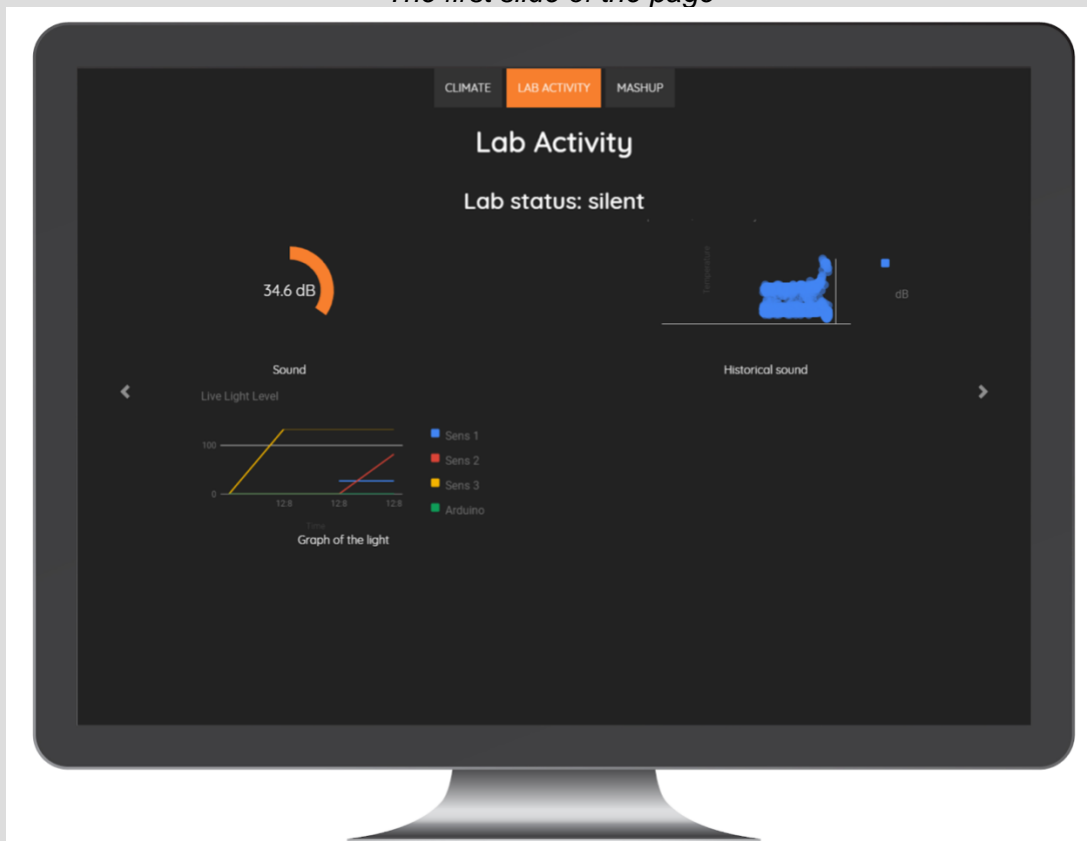 The first slide of the page
CLIMATE LAB ACTIVITY MASHUP
Lab Activity
Lab status: silent
34.6 dB
Sound
Temperature
dB
Historical sound
Live Light Level
100
0
12:8 12:8 12:8
Time
Sens 1
Sens 2
Sens 3
Arduino
Graph of the light